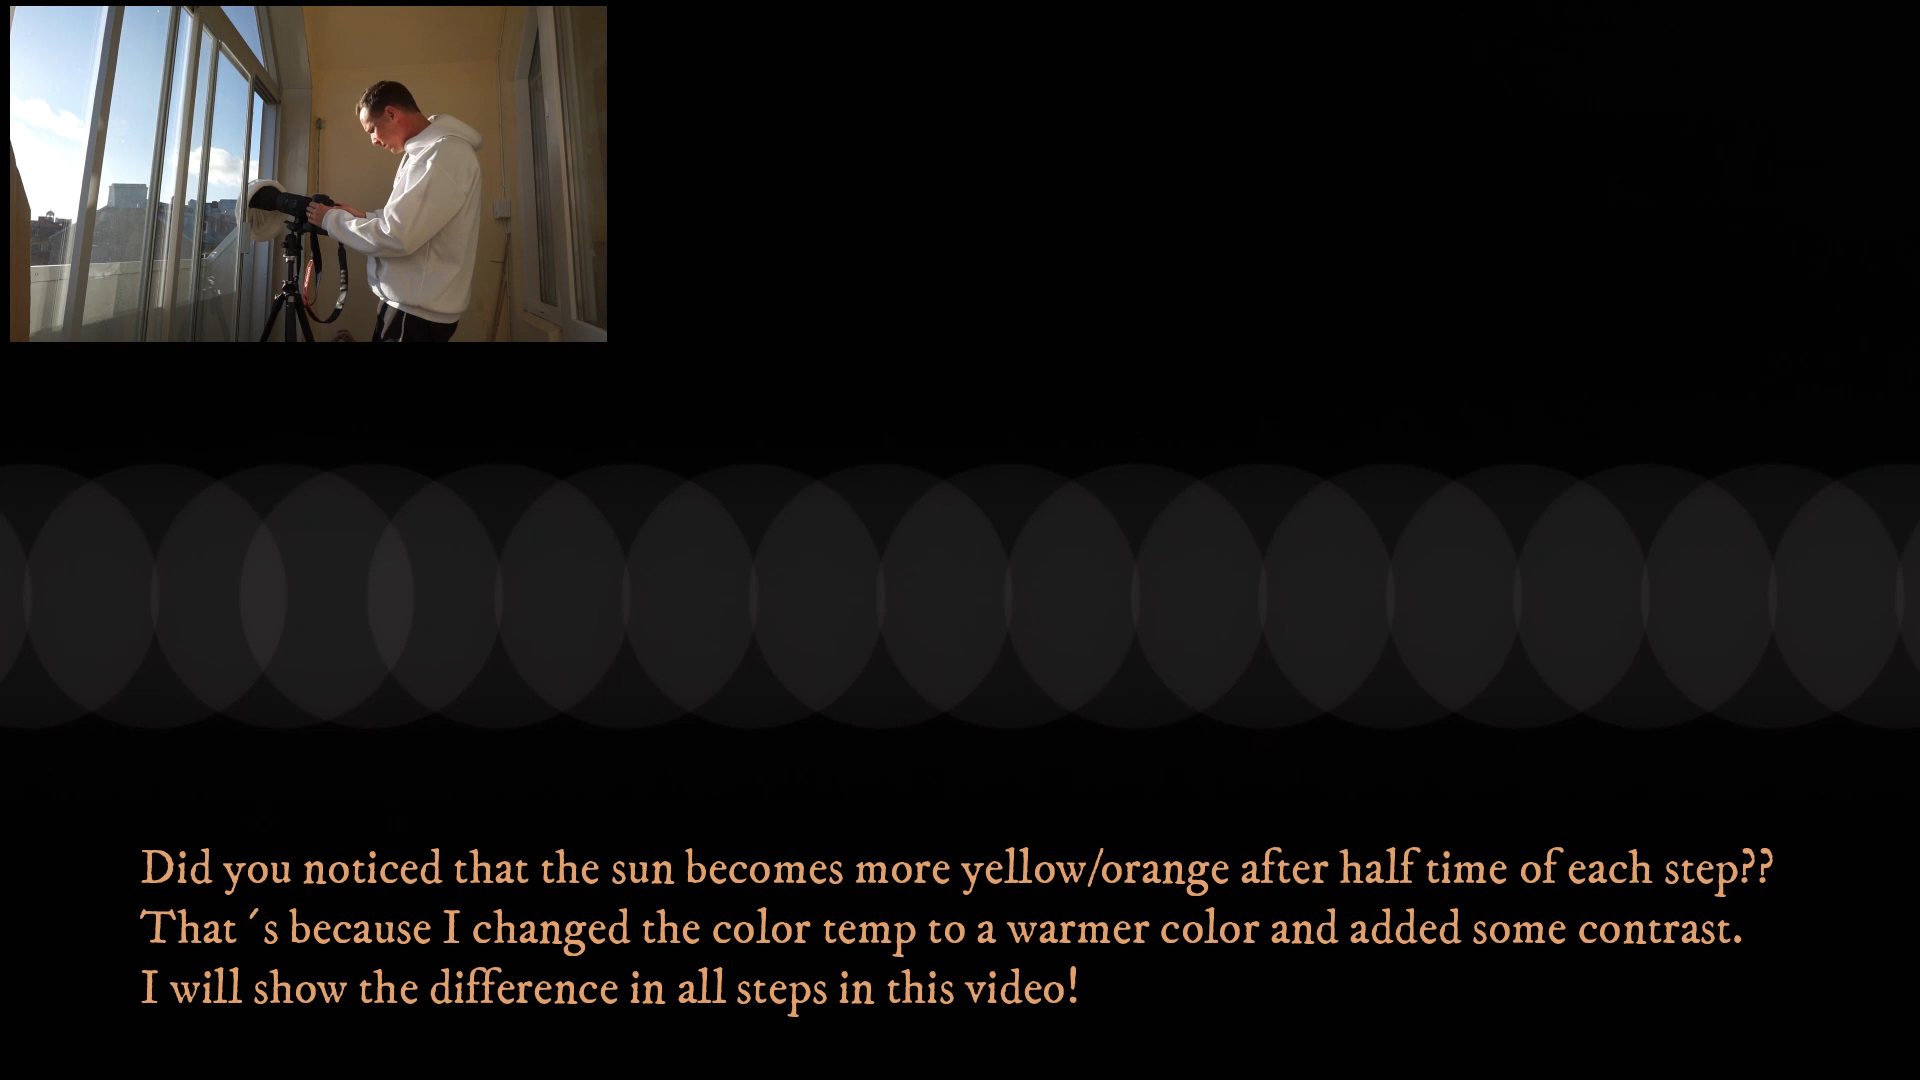 Did you noticed that the sun becomes more yellow/orange after half time of each step??
That ´s because I changed the color temp to a warmer color and added some contrast.
I will show the difference in all steps in this video!